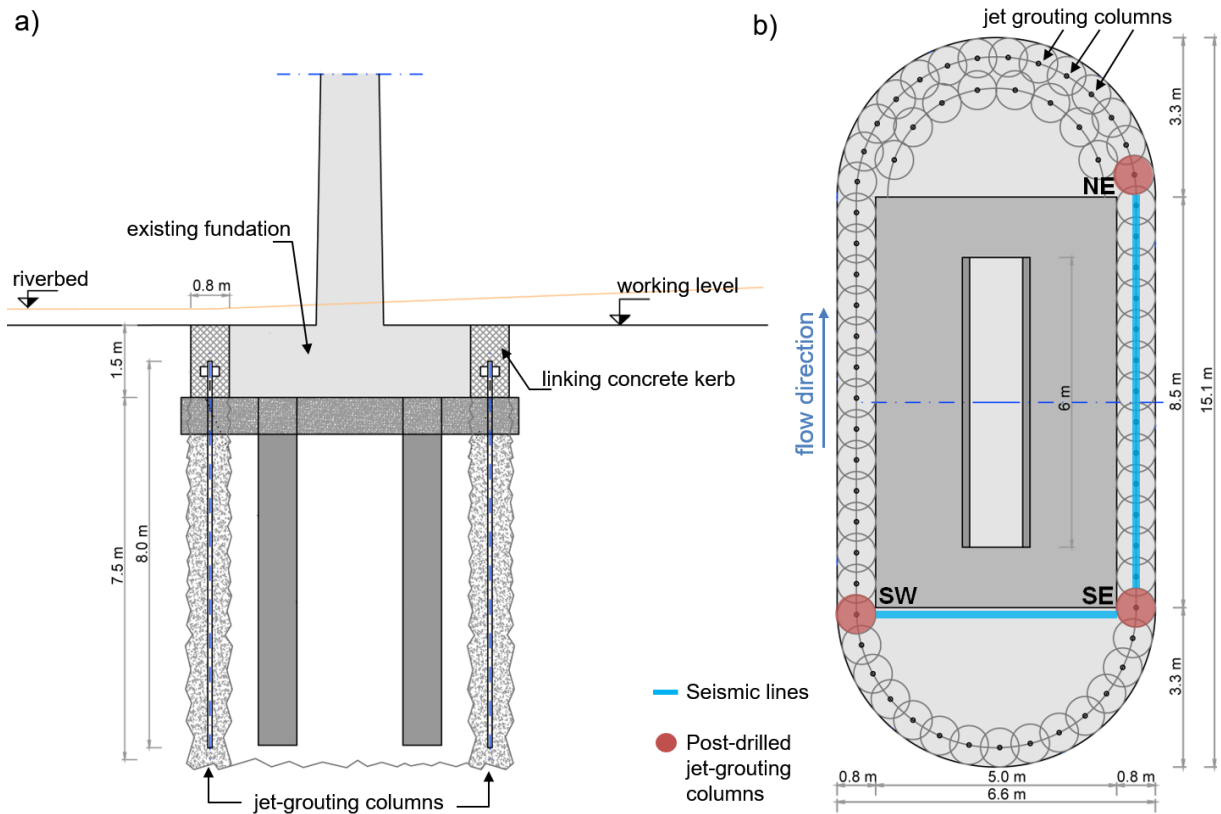 a)
existing fundation
riverbed
0.8 m
working level
1.5 m
linking concrete kerb
7.5 m
8.0 m
jet-grouting columns
b)
jet grouting columns
3.3 m
NE
flow direction
6 m
8.5 m
15.1 m
SW
SE
3.3 m
Seismic lines
Post-drilled
jet-grouting
columns
0.8 m
5.0 m
0.8 m
6.6 m